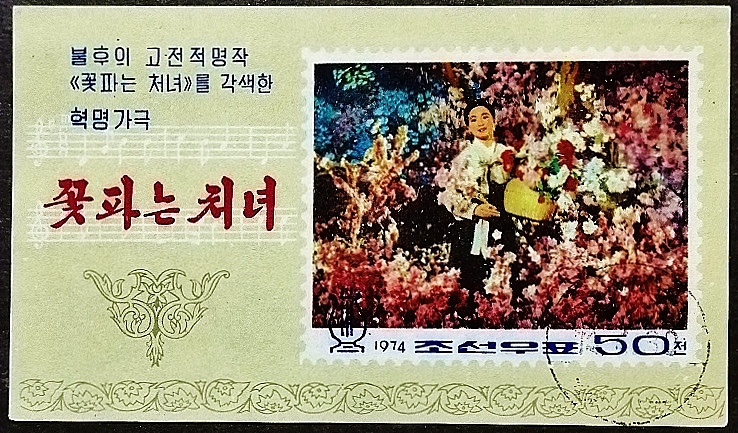 불후의 고전적명작
《꽃파는 처녀》를 각색한
혁명가극
꽃파는 처녀
1974 조선우표 50전